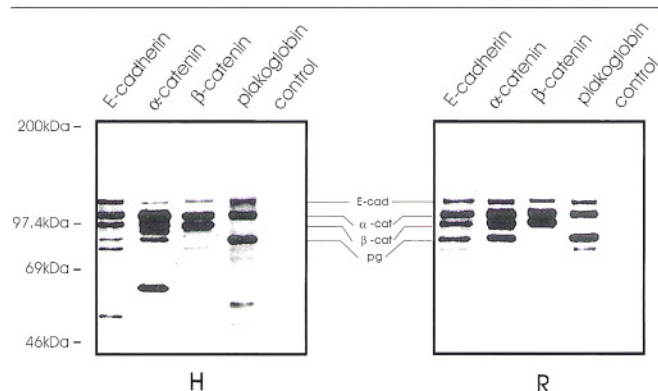 E-cadherin α-catenin β-catenin plakoglobin control E-cadherin α-catenin β-catenin plakoglobin control
200kDa –
E-cad
α -cat
97,4kDa –
β -cat
pg
69kDa –
46kDa –
H R